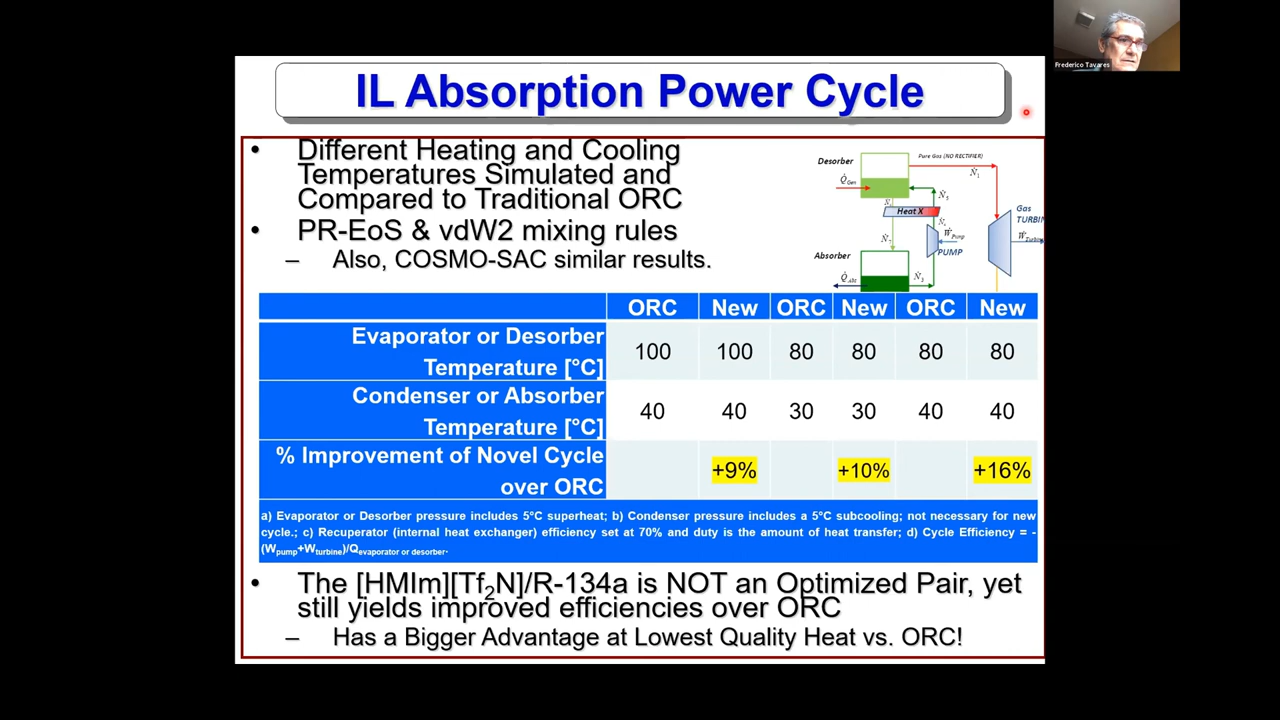 Frederico Tavares
IL Absorption Power Cycle
• Different Heating and Cooling
Temperatures Simulated and
Compared to Traditional ORC
• PR-EoS & vdW2 mixing rules
– Also, COSMO-SAC similar results.
Desorber
Pure Gas (NO RECTIFIER)
Heat X
Gas
TURBIN
PUMP
Absorber
ORC New ORC New ORC New
Evaporator or Desorber
Temperature [°C] 100 100 80 80 80 80
Condenser or Absorber
Temperature [°C] 40 40 30 30 40 40
% Improvement of Novel Cycle
over ORC +9% +10% +16%
a) Evaporator or Desorber pressure includes 5°C superheat; b) Condenser pressure includes a 5°C subcooling; not necessary for new
cycle.; c) Recuperator (internal heat exchanger) efficiency set at 70% and duty is the amount of heat transfer; d) Cycle Efficiency = -
(Wpump+Wturbine)/Qevaporator or desorber.
• The [HMIm][Tf2N]/R-134a is NOT an Optimized Pair, yet
still yields improved efficiencies over ORC
– Has a Bigger Advantage at Lowest Quality Heat vs. ORC!